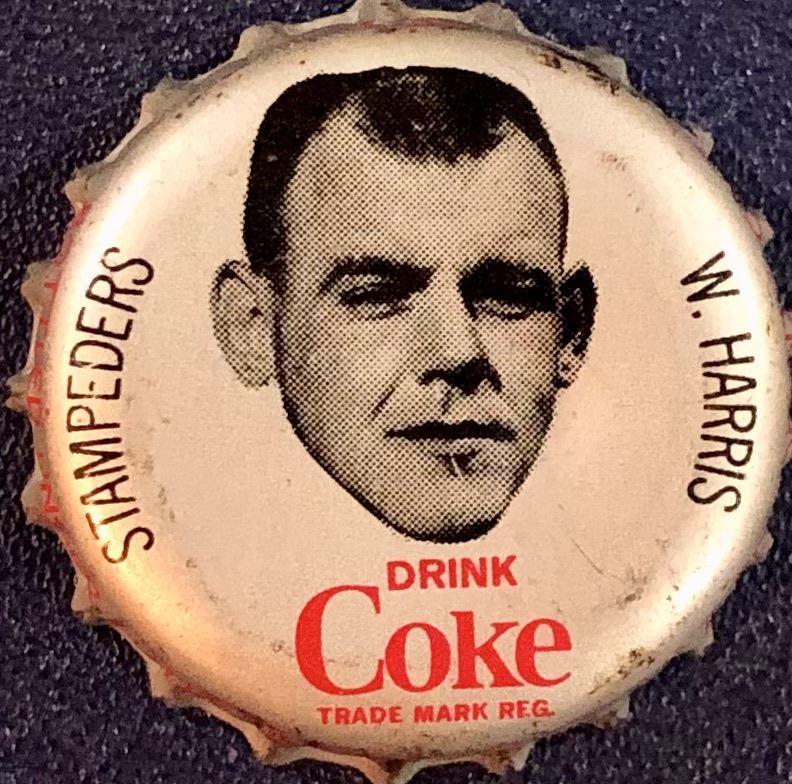 STAMPEDERS
W. HARRIS
DRINK
Coke
TRADE MARK REG.